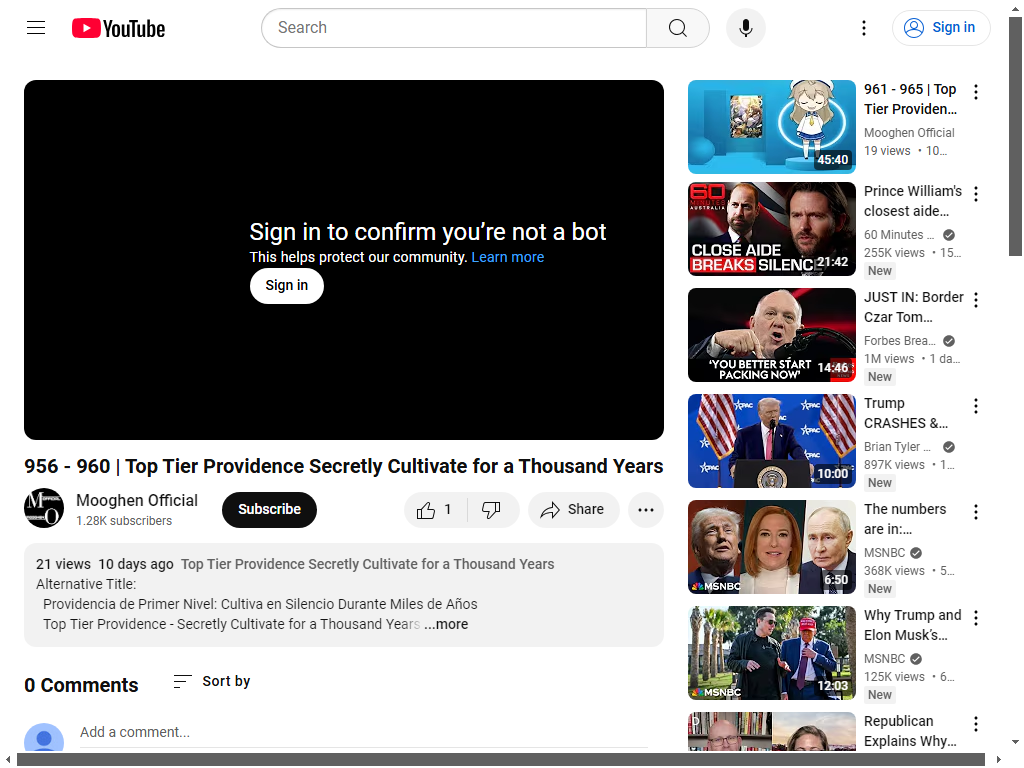 YouTube
Search
Sign in
Sign in to confirm you’re not a bot
This helps protect our community. Learn more
Sign in
956 - 960 | Top Tier Providence Secretly Cultivate for a Thousand Years
Mooghen Official
1.28K subscribers
Subscribe
1
Share
21 views 10 days ago Top Tier Providence Secretly Cultivate for a Thousand Years
Alternative Title:
Providencia de Primer Nivel: Cultiva en Silencio Durante Miles de Años
Top Tier Providence - Secretly Cultivate for a Thousand Years ...more
0 Comments
Sort by
Add a comment...
45:40
961 - 965 | Top
Tier Providen...
Mooghen Official
19 views • 10...
60
MINUTES
AUSTRALIA
CLOSE AIDE
BREAKS SILENCE
21:42
Prince William's
closest aide...
60 Minutes ...
255K views • 15...
New
‘YOU BETTER START
PACKING NOW’
14:46
JUST IN: Border
Czar Tom...
Forbes Brea...
1M views • 1 da...
New
CPAC
10:00
Trump
CRASHES &...
Brian Tyler ...
897K views • 1...
New
MSNBC
6:50
The numbers
are in:...
MSNBC
368K views • 5...
New
MSNBC
12:03
Why Trump and
Elon Musk’s...
MSNBC
125K views • 6...
New
Republican
Explains Why...